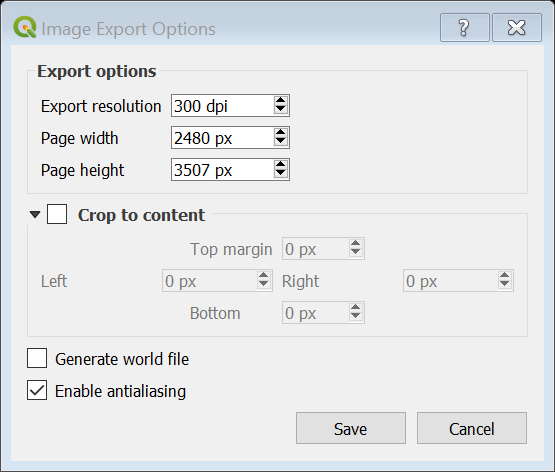 Image Export Options
Export options
Export resolution 300 dpi
Page width 2480 px
Page height 3507 px
Crop to content
Top margin 0 px
Left 0 px Right 0 px
Bottom 0 px
Generate world file
Enable antialiasing
Save Cancel